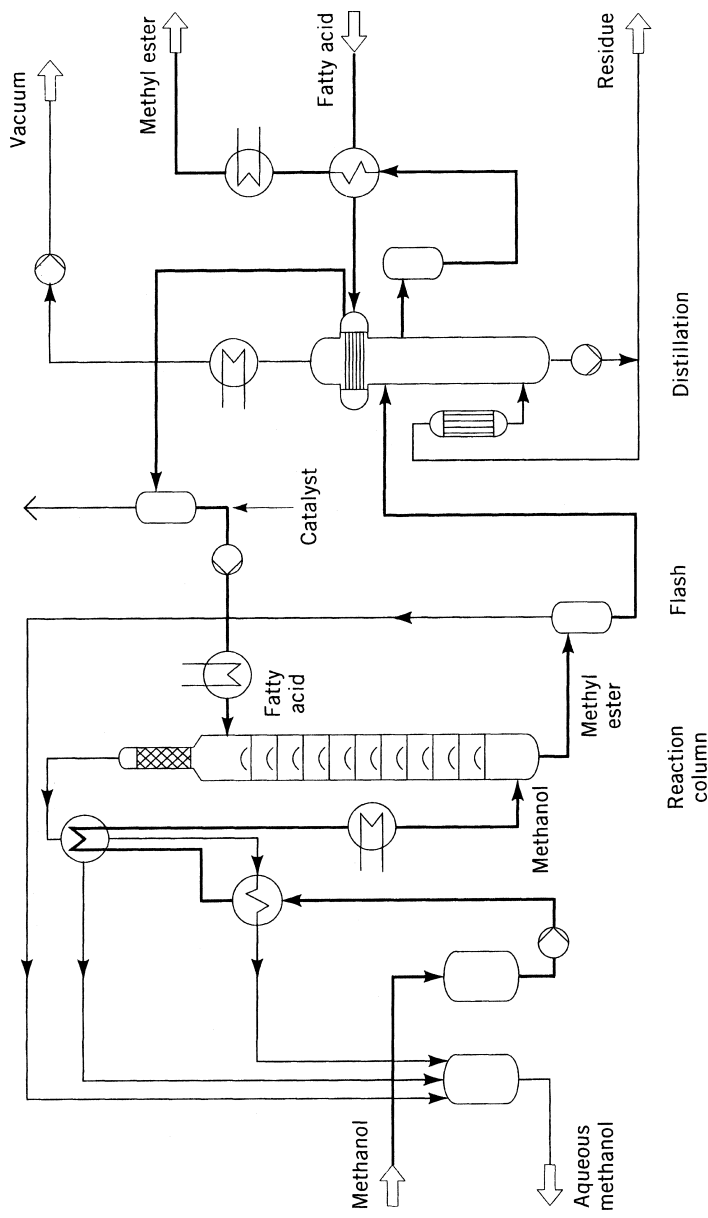 Vacuum
Methyl ester
Fatty acid
Residue
Catalyst
Distillation
Fatty
acid
Flash
Methyl
ester
Methanol
Reaction
column
Methanol
Aqueous
methanol